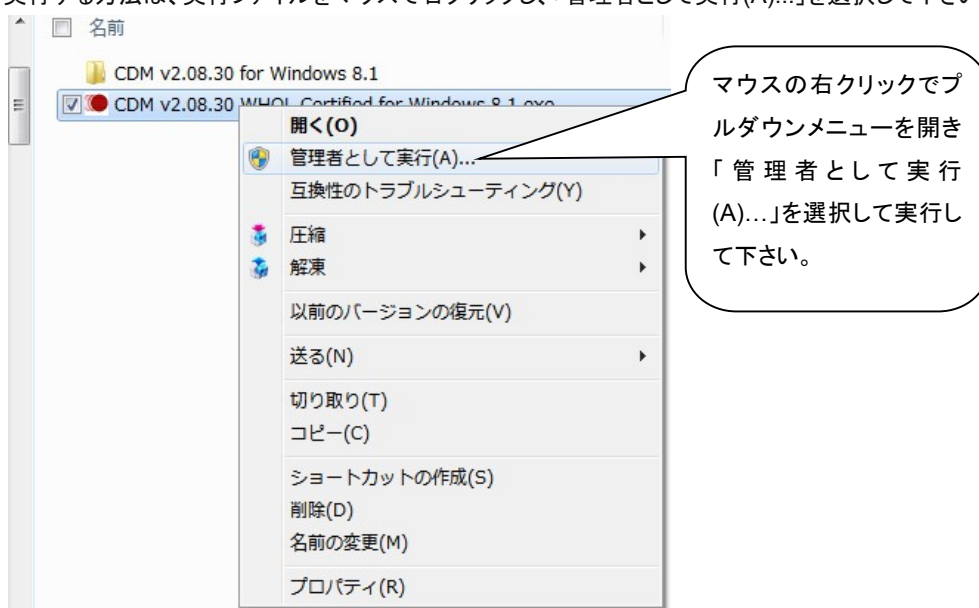 実行する方法は、実行ファイルをマウスで右クリックし、「管理者として実行(A)...」を選択して下さい
名前
CDM v2.08.30 for Windows 8.1
CDM v2.08.30 WHQL Certified for Windows 8.1.exe
開く(O)
管理者として実行(A)...
互換性のトラブルシューティング(Y)
圧縮
解凍
以前のバージョンの復元(V)
送る(N)
切り取り(T)
コピー(C)
ショートカットの作成(S)
削除(D)
名前の変更(M)
プロパティ(R)
マウスの右クリックでプ
ルダウンメニューを開き
「管理者として実行
(A)…」を選択して実行し
て下さい。